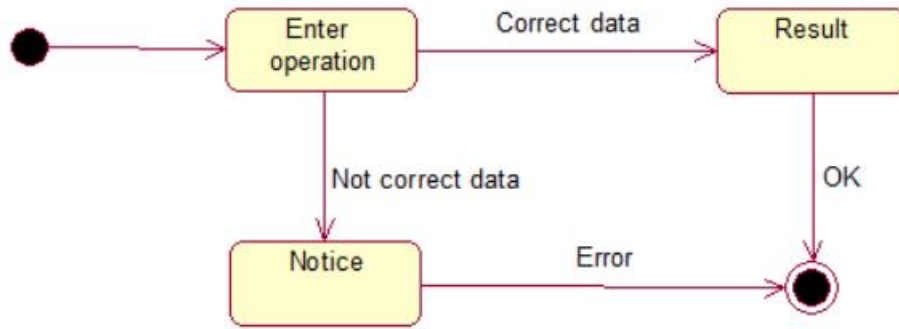 Enter
operation
Correct data
Result
Not correct data
OK
Notice
Error